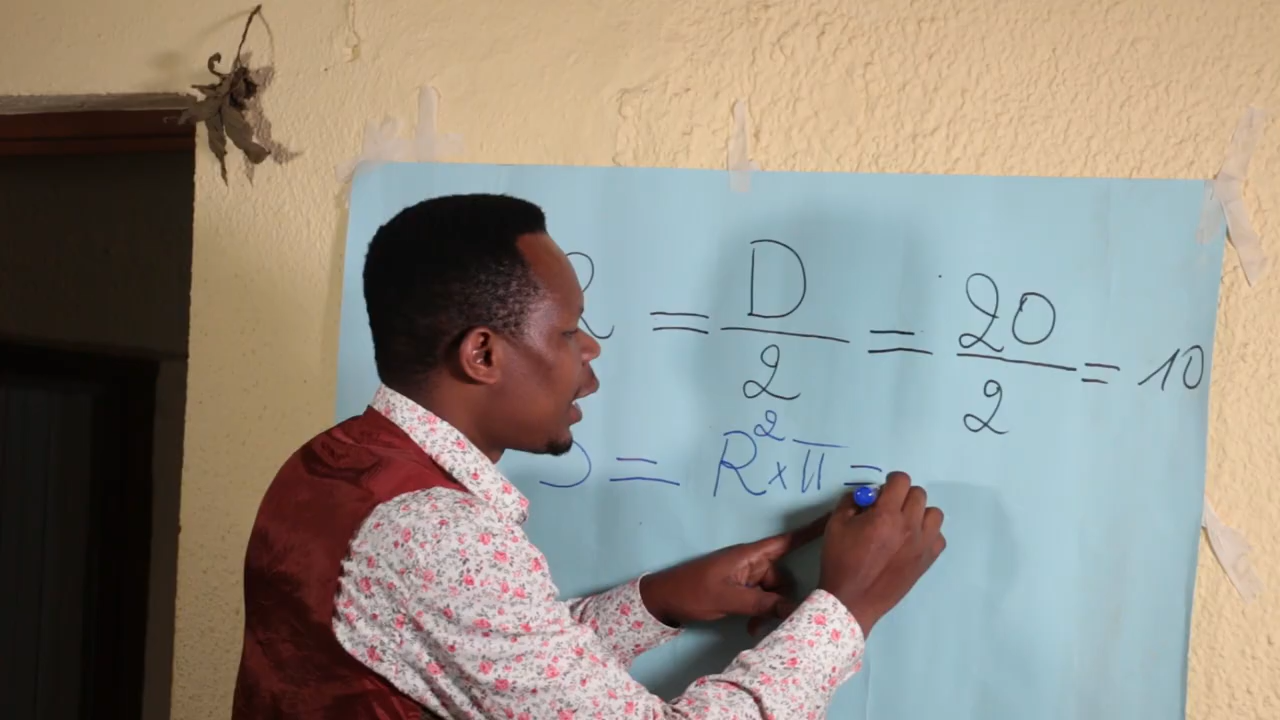 R = D/2 = 20/2 = 10
= R² x π =